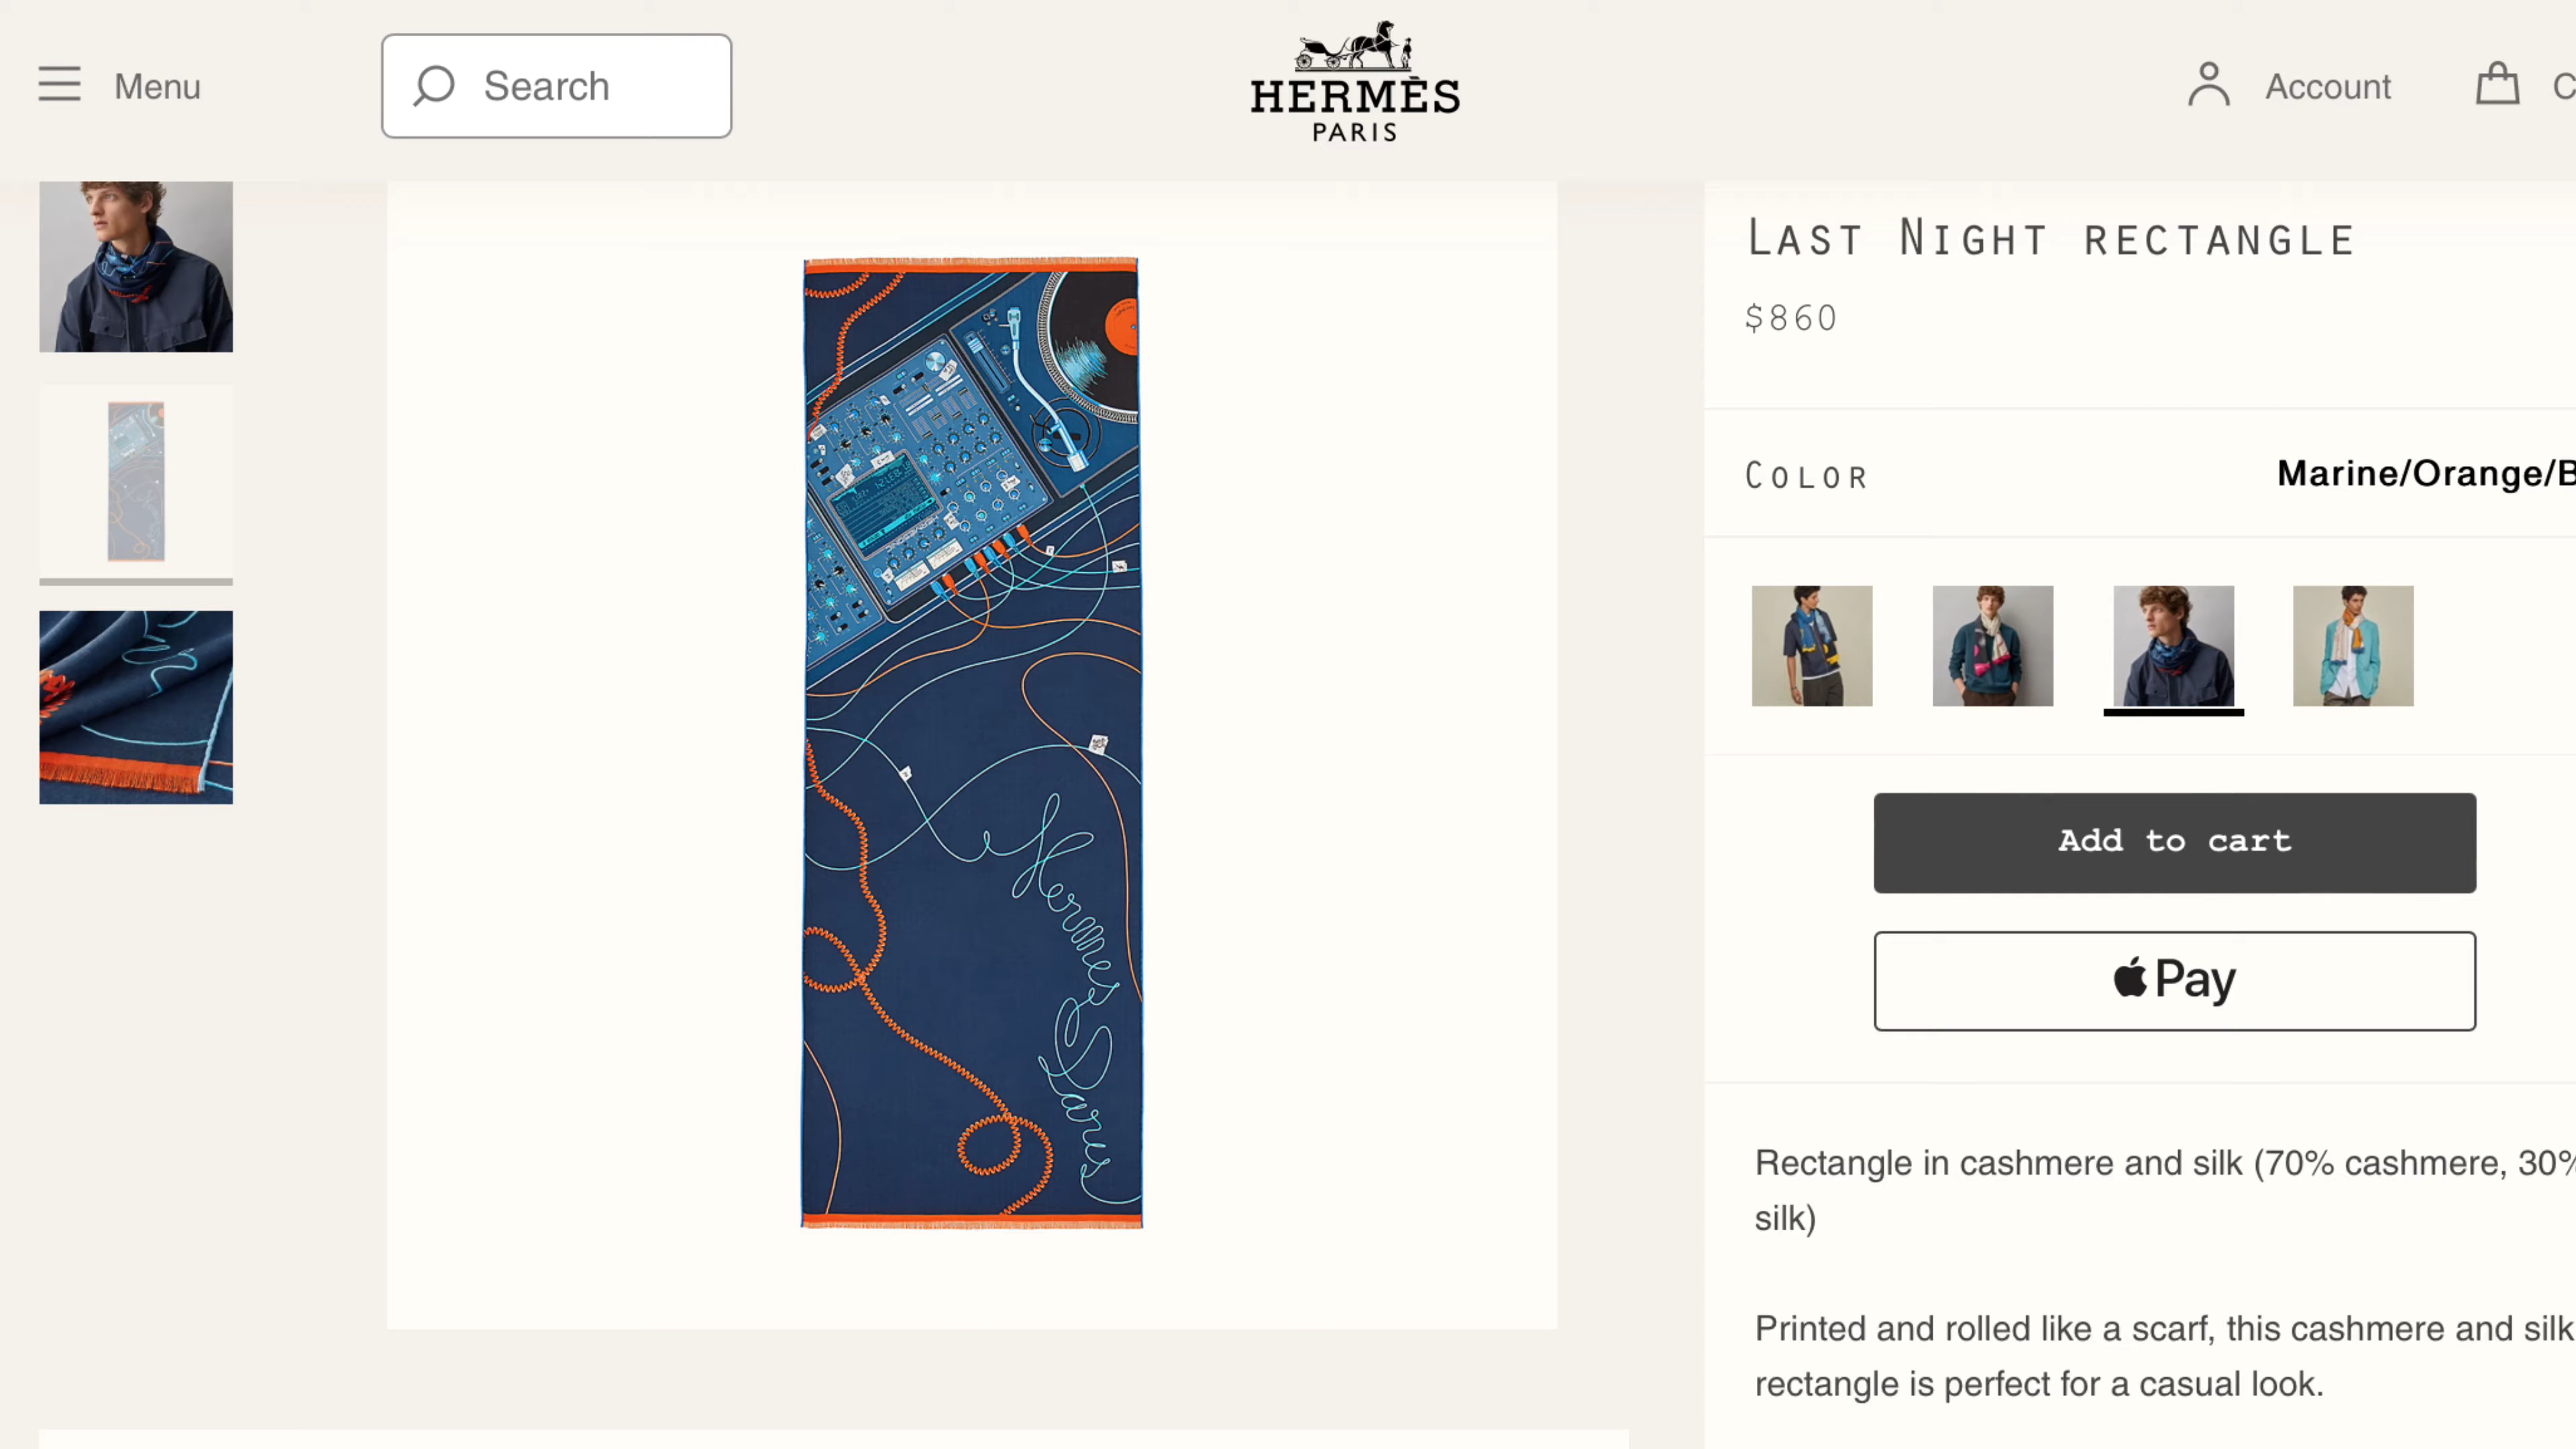 Menu
Search
HERMÈS
PARIS
Account
C
Last Night rectangle
$860
Color
Marine/Orange/B
Hermes
Paris
Add to cart
Pay
Rectangle in cashmere and silk (70% cashmere, 30%
silk)
Printed and rolled like a scarf, this cashmere and silk
rectangle is perfect for a casual look.